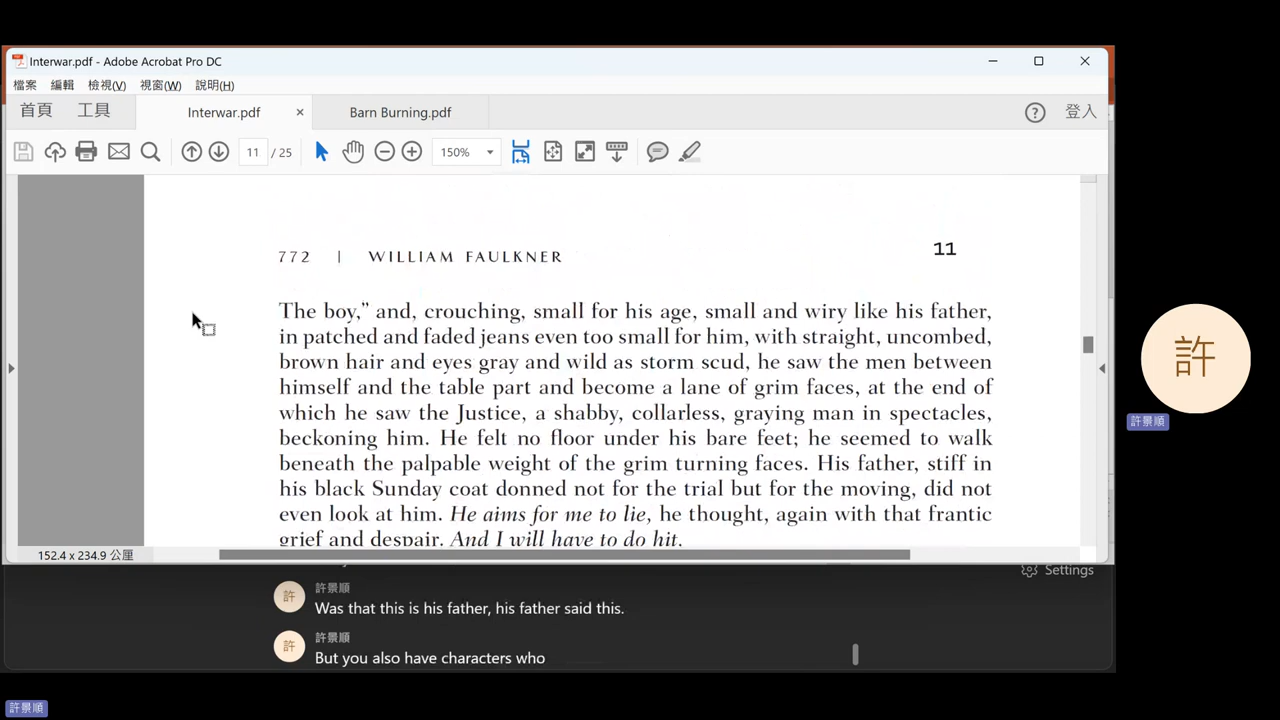 Interwar.pdf - Adobe Acrobat Pro DC
檔案 編輯 檢視(V) 視窗(W) 說明(H)
首頁 工具 Interwar.pdf × Barn Burning.pdf 登入
11 / 25 150%
772 | WILLIAM FAULKNER 11
The boy,” and, crouching, small for his age, small and wiry like his father,
in patched and faded jeans even too small for him, with straight, uncombed,
brown hair and eyes gray and wild as storm scud, he saw the men between
himself and the table part and become a lane of grim faces, at the end of
which he saw the Justice, a shabby, collarless, graying man in spectacles,
beckoning him. He felt no floor under his bare feet; he seemed to walk
beneath the palpable weight of the grim turning faces. His father, stiff in
his black Sunday coat donned not for the trial but for the moving, did not
even look at him. He aims for me to lie, he thought, again with that frantic
grief and despair. And I will have to do hit.
152.4 x 234.9 公厘
Settings
許 許景順
Was that this is his father, his father said this.
許 許景順
But you also have characters who
許
許景順
許景順